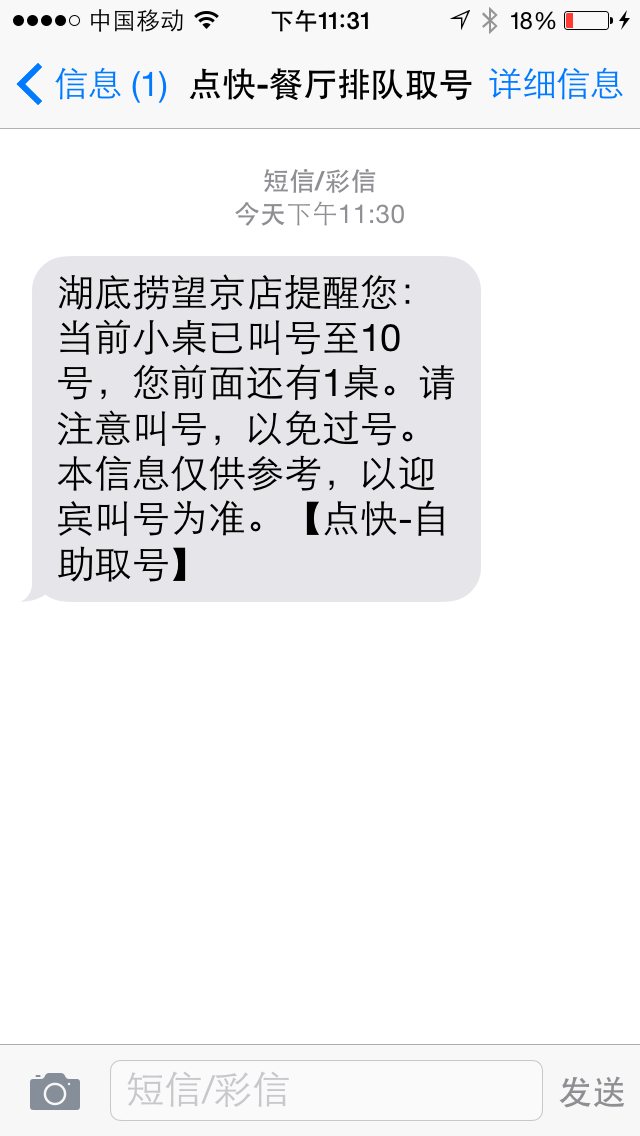 中国移动 下午11:31 18%
信息 (1) 点快-餐厅排队取号 详细信息
短信/彩信
今天下午11:30
湖底捞望京店提醒您：
当前小桌已叫号至10
号，您前面还有1桌。请
注意叫号，以免过号。
本信息仅供参考，以迎
宾叫号为准。【点快-自
助取号】
短信/彩信 发送